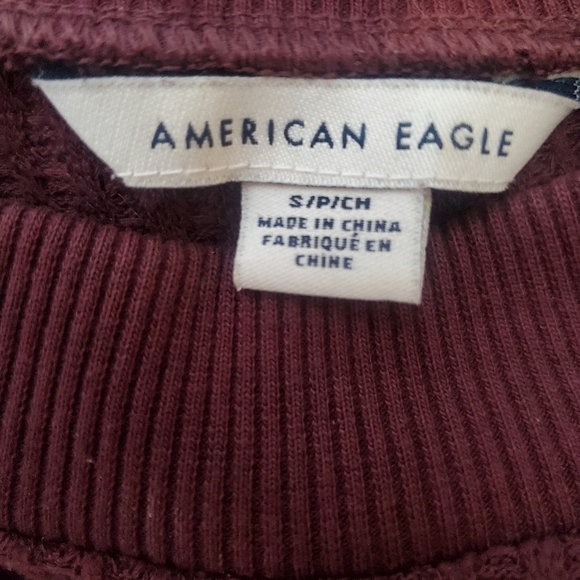 AMERICAN EAGLE
S/P/CH
MADE IN CHINA
FABRIQUÉ EN
CHINE